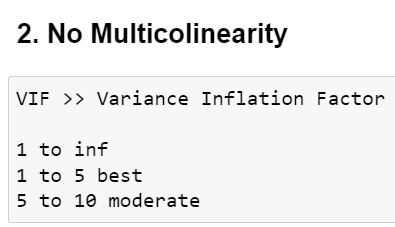 2. No Multicolinearity
VIF >> Variance Inflation Factor
1 to inf
1 to 5 best
5 to 10 moderate